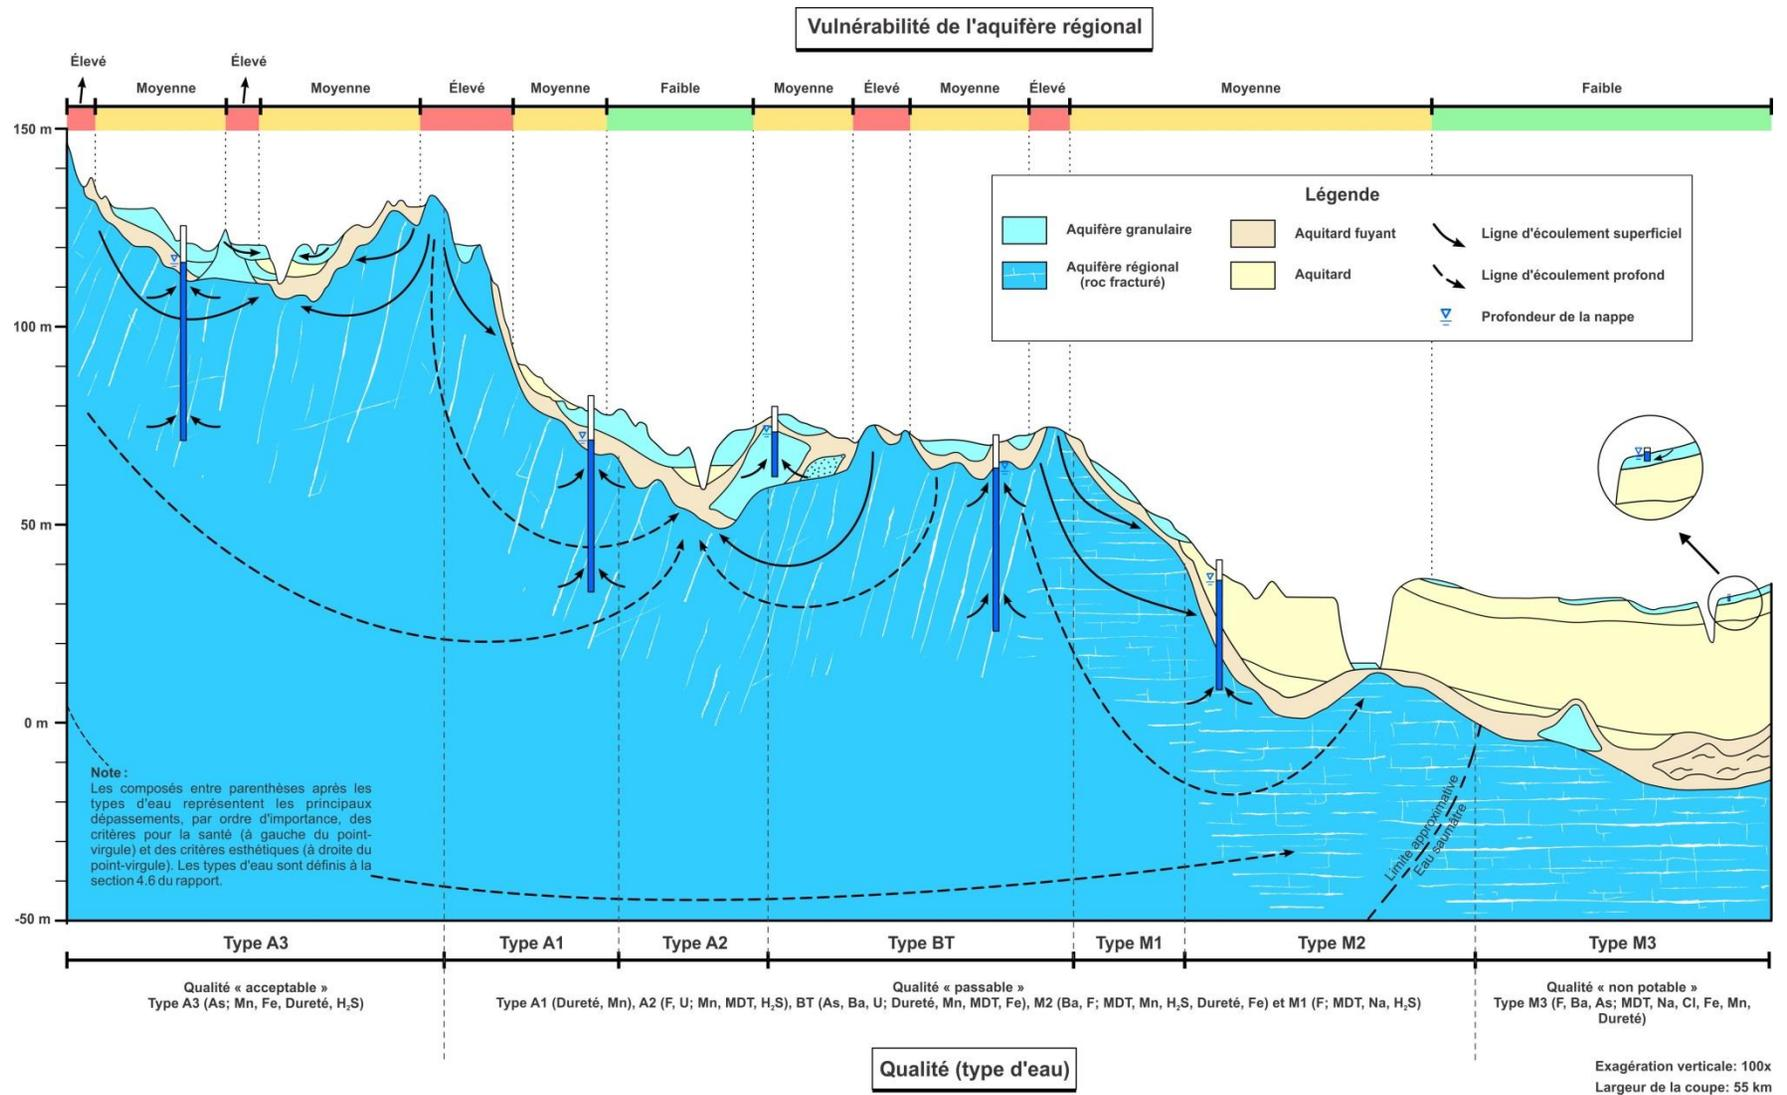 Vulnérabilité de l'aquifère régional
Élevé
Élevé
Moyenne
Moyenne
Élevé
Moyenne
Faible
Moyenne
Élevé
Moyenne
Élevé
Moyenne
Faible
150 m
100 m
50 m
0 m
-50 m
Légende
Aquifère granulaire
Aquifère régional
(roc fracturé)
Aquitard fuyant
Aquitard
Ligne d'écoulement superficiel
Ligne d'écoulement profond
Profondeur de la nappe
Note :
Les composés entre parenthèses après les
types d'eau représentent les principaux
dépassements, par ordre d'importance, des
critères pour la santé (à gauche du point-
virgule) et des critères esthétiques (à droite du
point-virgule). Les types d'eau sont définis à la
section 4.6 du rapport.
Limite approximative
Eau saumâtre
Type A3
Type A1
Type A2
Type BT
Type M1
Type M2
Type M3
Qualité « acceptable »
Type A3 (As; Mn, Fe, Dureté, H₂S)
Qualité « passable »
Type A1 (Dureté, Mn), A2 (F, U; Mn, MDT, H₂S), BT (As, Ba, U; Dureté, Mn, MDT, Fe), M2 (Ba, F; MDT, Mn, H₂S, Dureté, Fe) et M1 (F; MDT, Na, H₂S)
Qualité « non potable »
Type M3 (F, Ba, As; MDT, Na, Cl, Fe, Mn,
Dureté)
Qualité (type d'eau)
Exagération verticale: 100x
Largeur de la coupe: 55 km